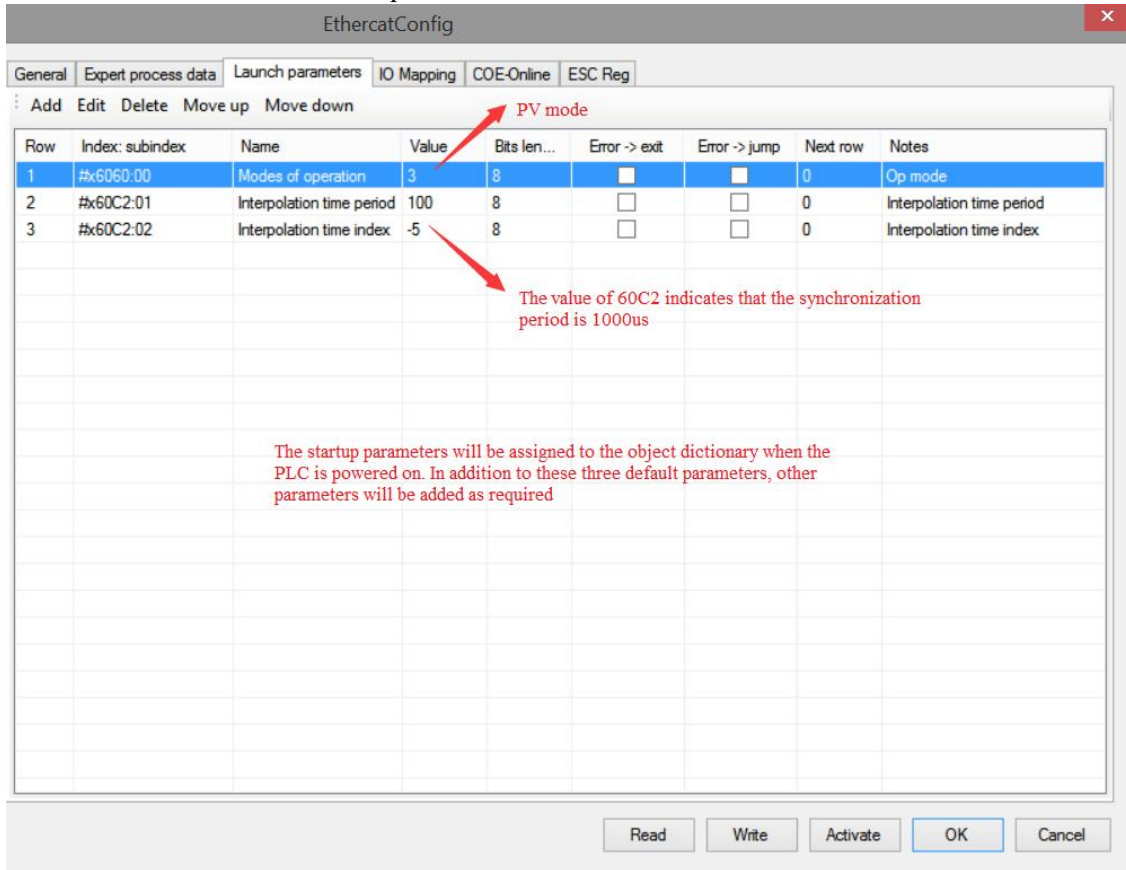 EthercatConfig
General Expert process data Launch parameters IO Mapping COE-Online ESC Reg
Add Edit Delete Move up Move down
PV mode
Row Index: subindex Name Value Bits len... Error -> exit Error -> jump Next row Notes
1 #x6060:00 Modes of operation 3 8 0 Op mode
2 #x60C2:01 Interpolation time period 100 8 0 Interpolation time period
3 #x60C2:02 Interpolation time index -5 8 0 Interpolation time index
The value of 60C2 indicates that the synchronization
period is 1000us
The startup parameters will be assigned to the object dictionary when the
PLC is powered on. In addition to these three default parameters, other
parameters will be added as required
Read Write Activate OK Cancel